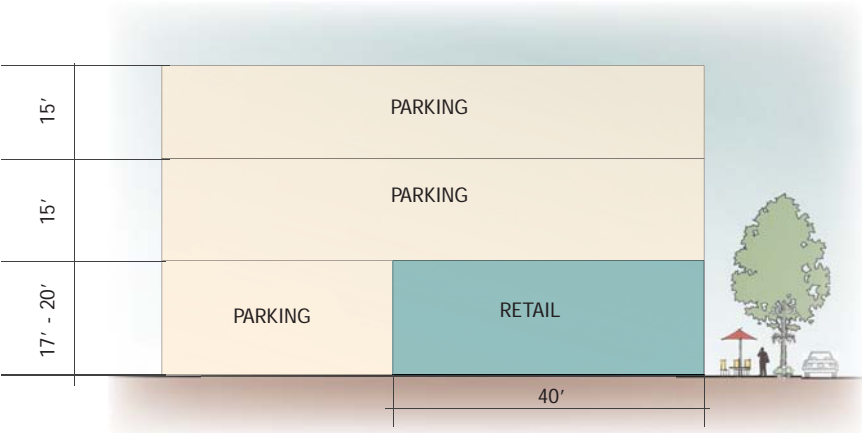 15′
PARKING
15′
PARKING
17′ - 20′
PARKING
RETAIL
40′